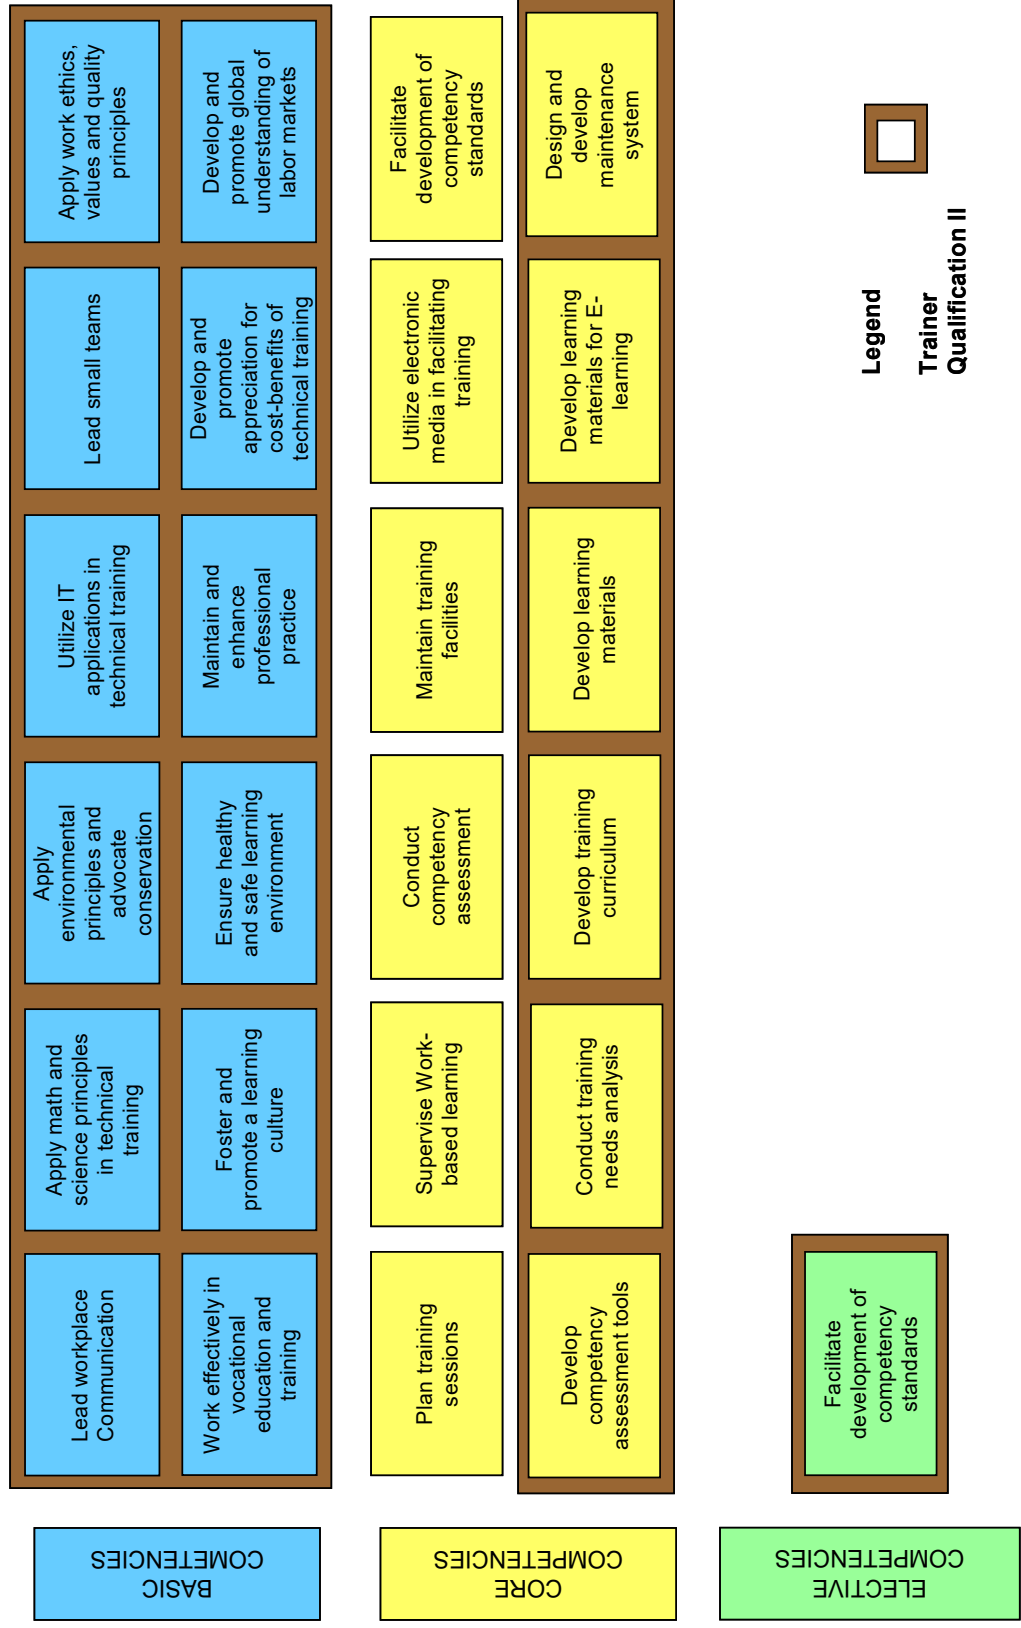 BASIC
COMETENCIES
Lead workplace
Communication
Apply math and
science principles
in technical
training
Apply
environmental
principles and
advocate
conservation
Utilize IT
applications in
technical training
Lead small teams
Apply work ethics,
values and quality
principles
Work effectively in
vocational
education and
training
Foster and
promote a learning
culture
Ensure healthy
and safe learning
environment
Maintain and
enhance
professional
practice
Develop and
promote
appreciation for
cost-benefits of
technical training
Develop and
promote global
understanding of
labor markets
CORE
COMPETENCIES
Plan training
sessions
Supervise Work-
based learning
Conduct
competency
assessment
Maintain training
facilities
Utilize electronic
media in facilitating
training
Facilitate
development of
competency
standards
Develop
competency
assessment tools
Conduct training
needs analysis
Develop training
curriculum
Develop learning
materials
Develop learning
materials for E-
learning
Design and
develop
maintenance
system
ELECTIVE
COMPETENCIES
Facilitate
development of
competency
standards
Legend
Trainer
Qualification II